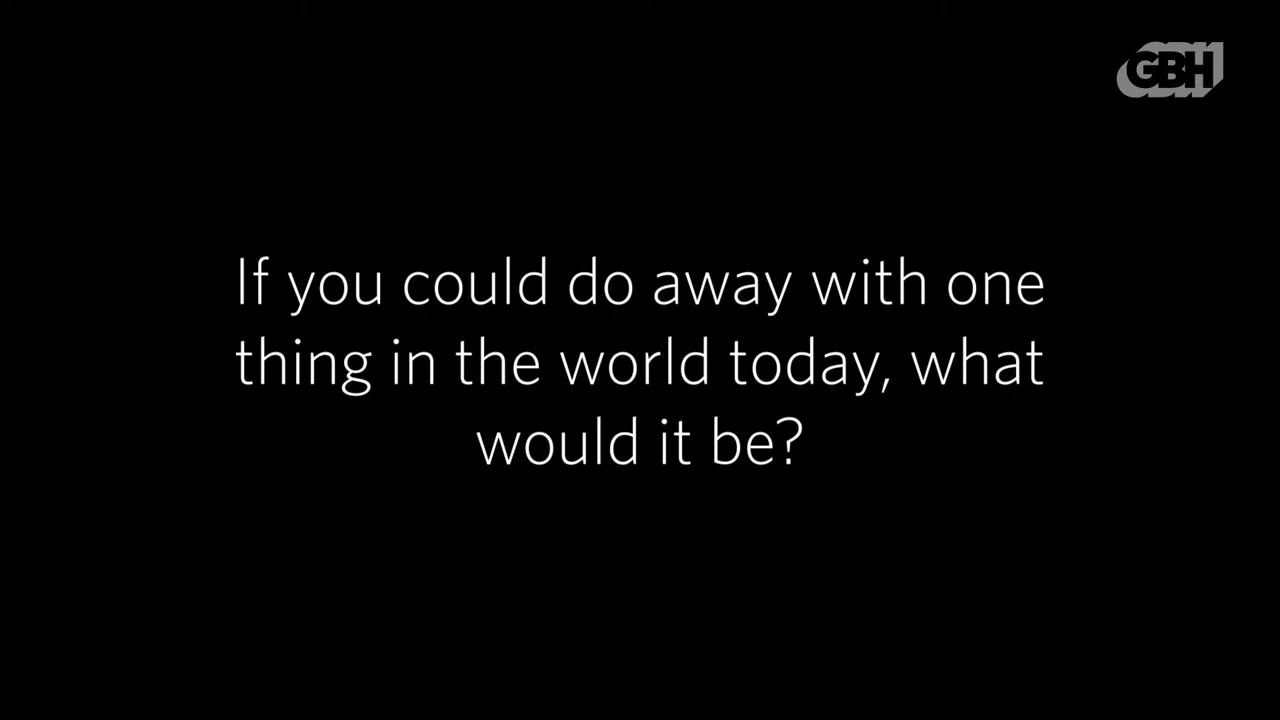 GBH
If you could do away with one
thing in the world today, what
would it be?